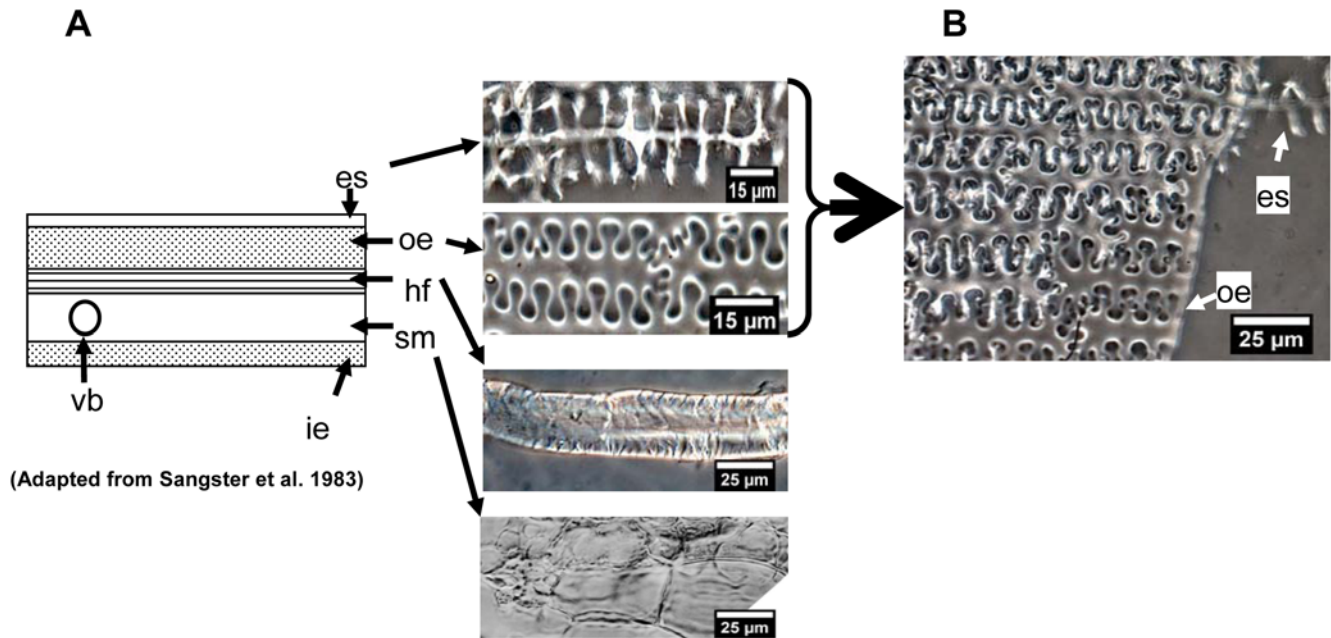 A
B
es
oe
hf
sm
vb
ie
(Adapted from Sangster et al. 1983)
15 µm
15 µm
25 µm
25 µm
es
oe
25 µm